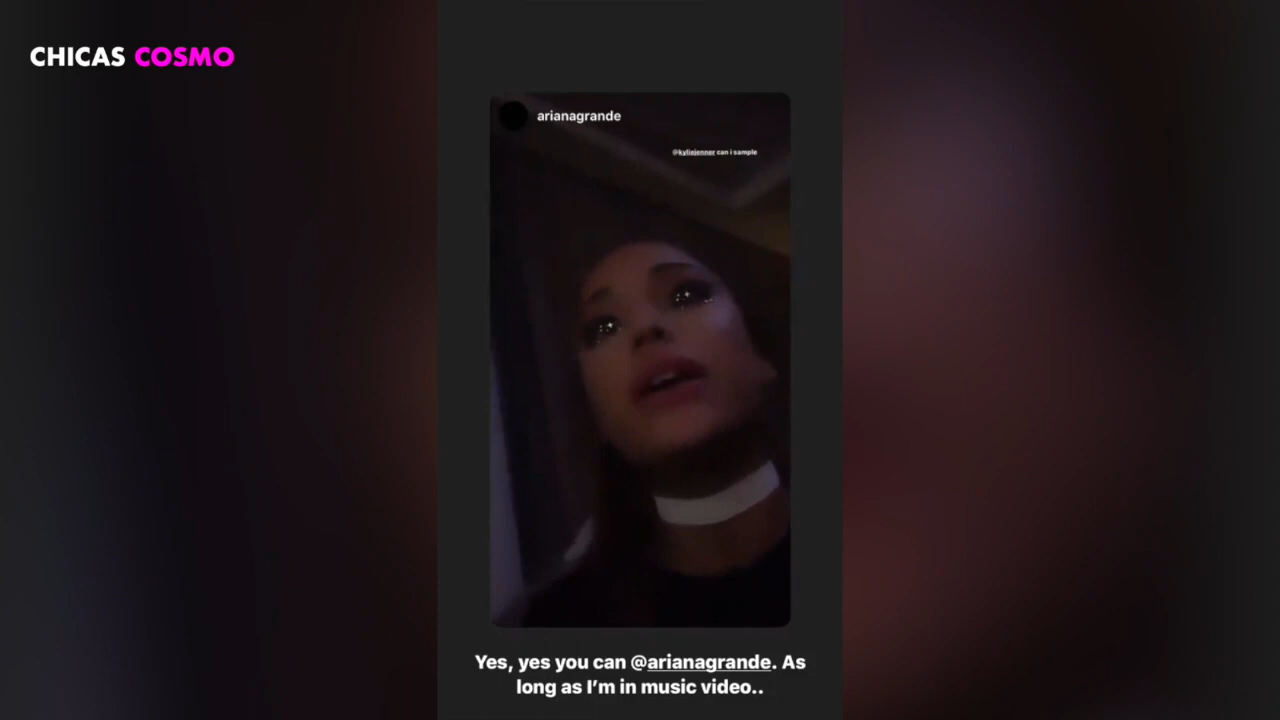 CHICAS COSMO
arianagrande
@kyliejenner can i sample
Yes, yes you can @arianagrande. As
long as I’m in music video..